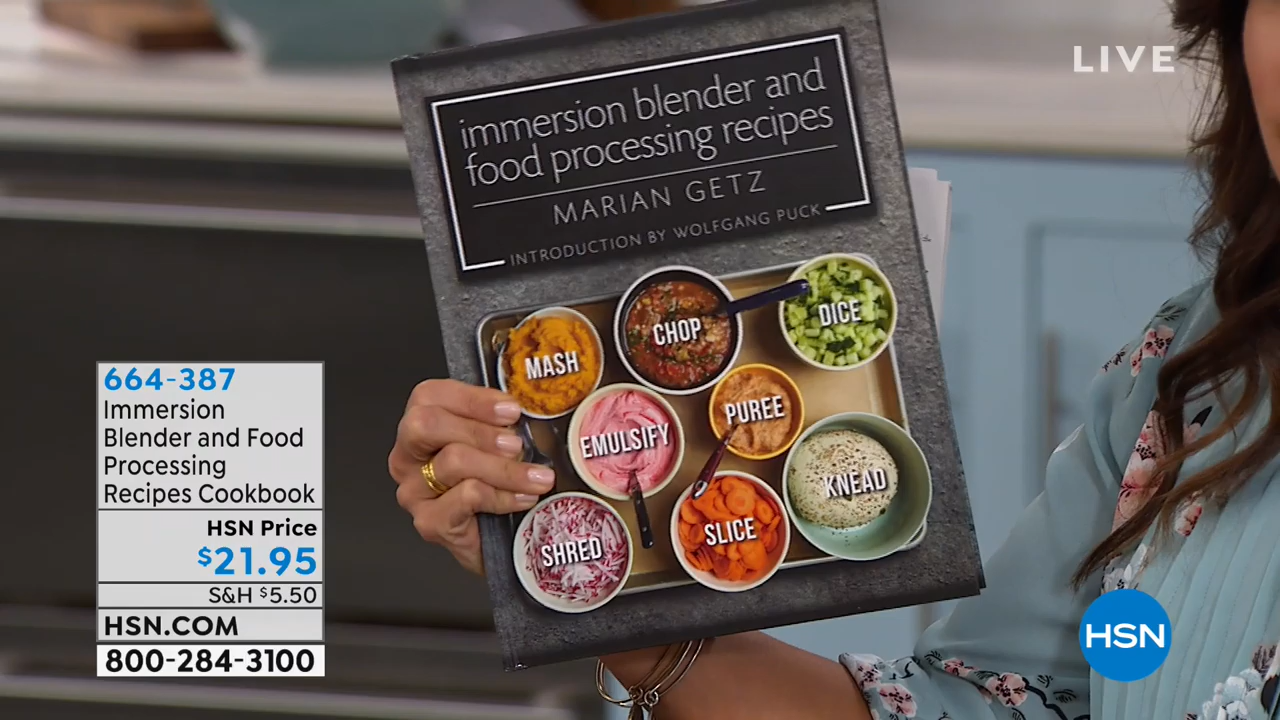 LIVE
immersion blender and
food processing recipes
MARIAN GETZ
INTRODUCTION BY WOLFGANG PUCK
MASH
CHOP
DICE
EMULSIFY
PUREE
KNEAD
SHRED
SLICE
664-387
Immersion
Blender and Food
Processing
Recipes Cookbook
HSN Price
$21.95
S&H $5.50
HSN.COM
800-284-3100
HSN